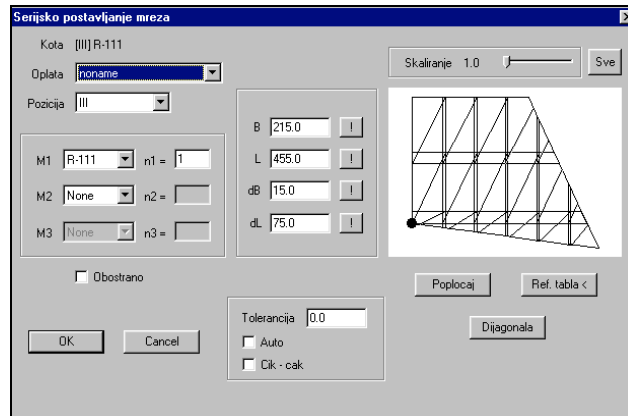 Serijsko postavljanje mreza
Kota [III] R-111
Oplata noname
Pozicija III
M1 R-111 n1 = 1
M2 None n2 =
M3 None n3 =
Obostrano
OK Cancel
B 215.0 !
L 455.0 !
dB 15.0 !
dL 75.0 !
Tolerancija 0.0
Auto
Cik - cak
Skaliranje 1.0 Sve
Poplocaj Ref. tabla <
Dijagonala